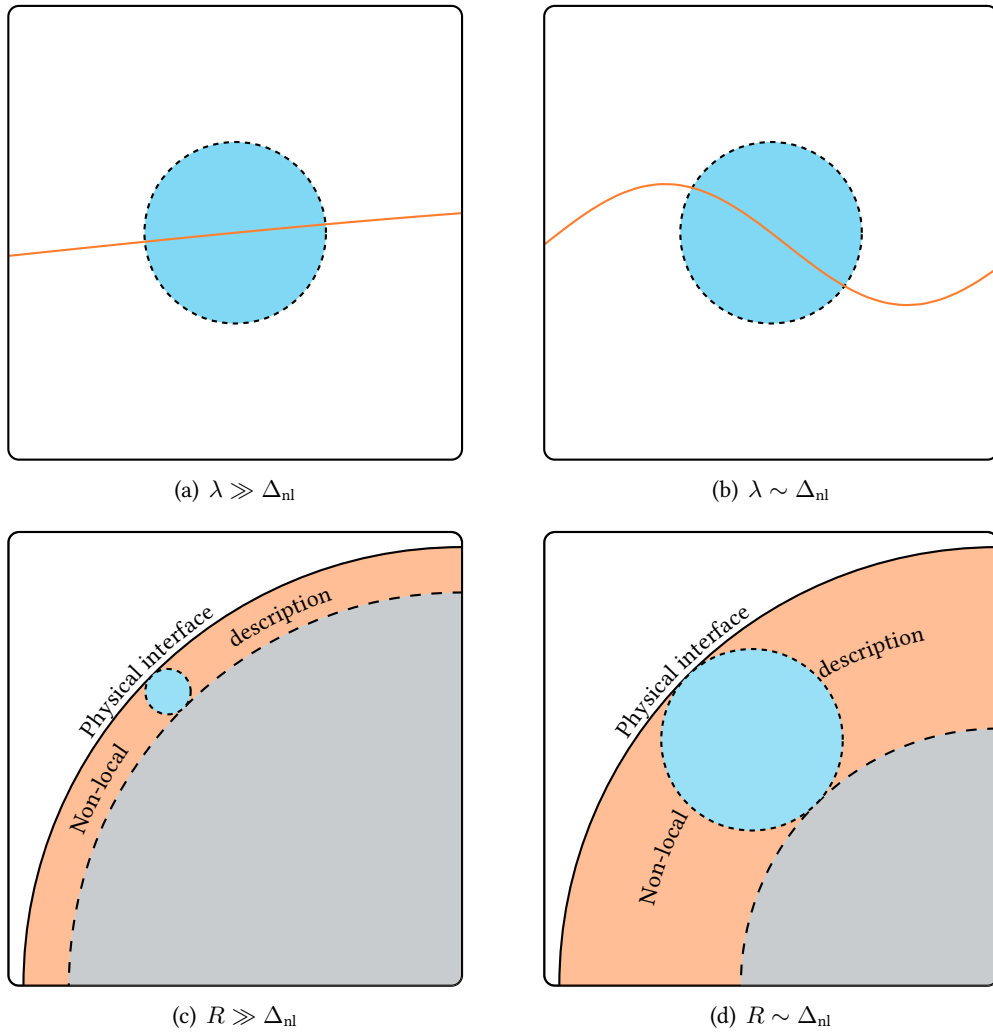 (a) λ ≫ Δnl
(b) λ ∼ Δnl
Physical interface
Non-local
description
Physical interface
Non-local
description
(c) R ≫ Δnl
(d) R ∼ Δnl